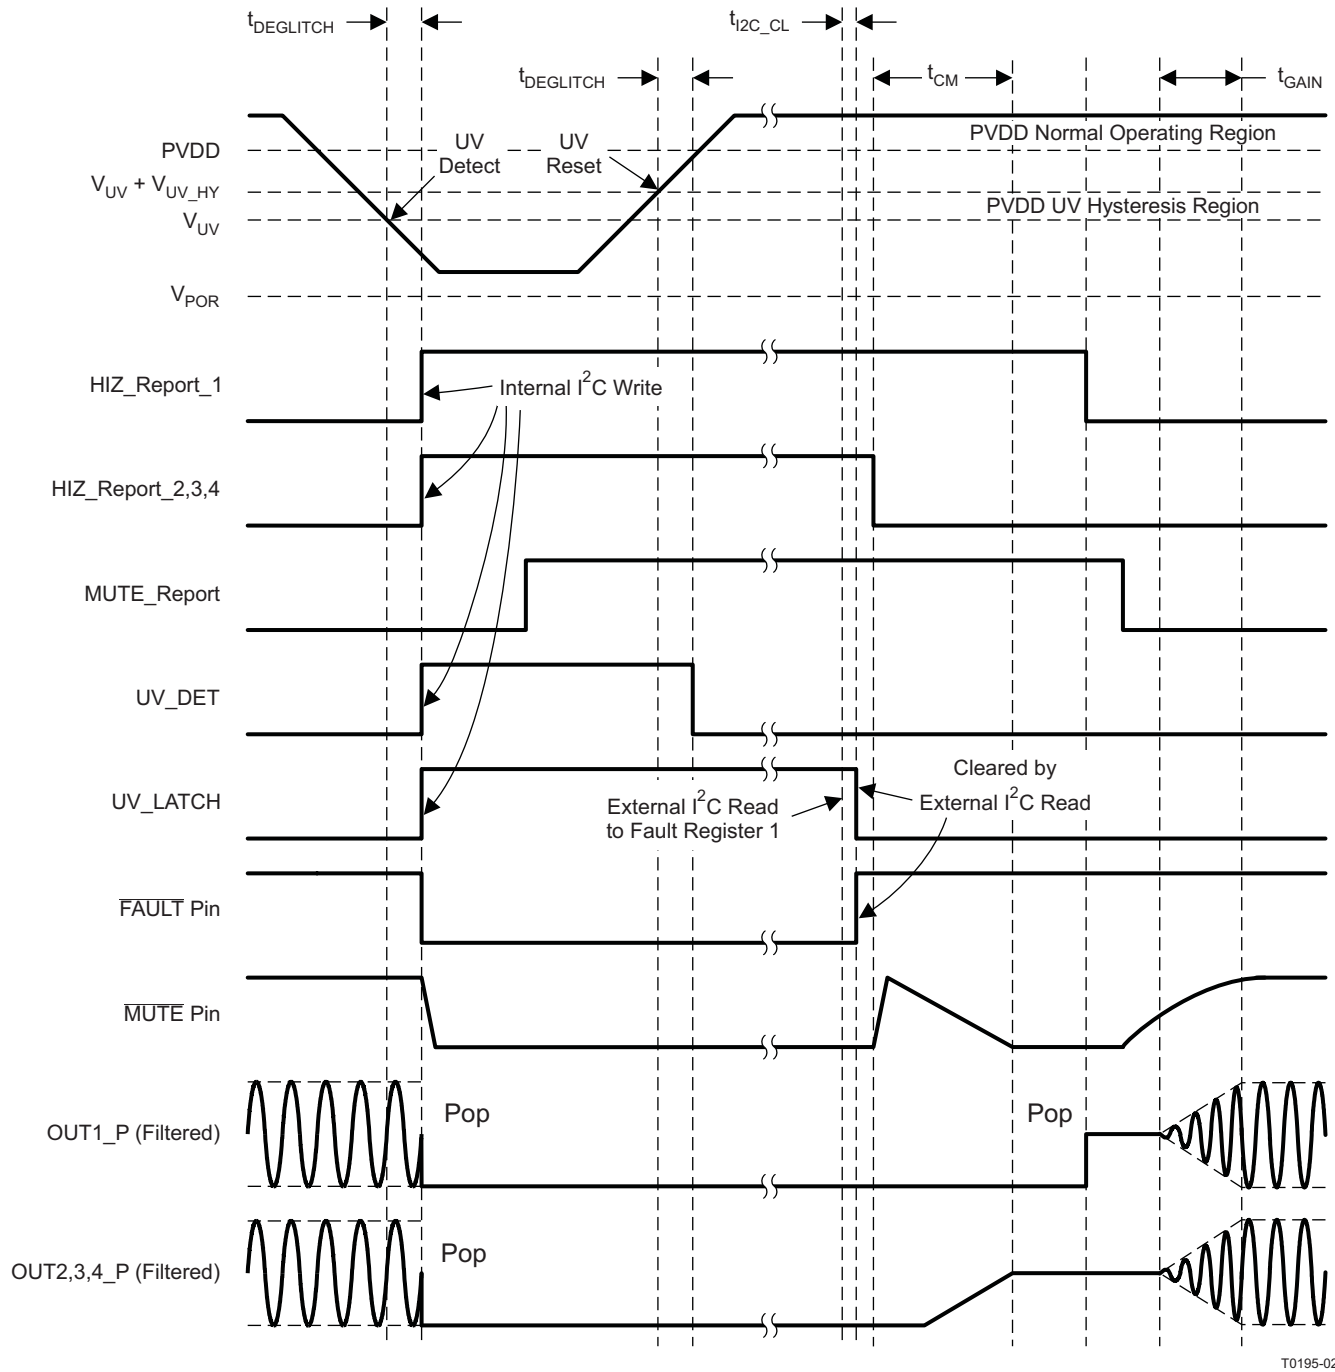 tDEGLITCH
tI2C_CL
tDEGLITCH
tCM
tGAIN
PVDD Normal Operating Region
PVDD
UV
Detect
UV
Reset
VUV + VUV_HY
PVDD UV Hysteresis Region
VUV
VPOR
HIZ_Report_1
Internal I2C Write
HIZ_Report_2,3,4
MUTE_Report
UV_DET
UV_LATCH
External I2C Read
to Fault Register 1
Cleared by
External I2C Read
FAULT Pin
MUTE Pin
OUT1_P (Filtered)
Pop
Pop
OUT2,3,4_P (Filtered)
Pop
T0195-02